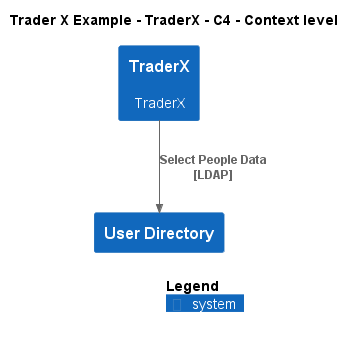 Trader X Example - TraderX - C4 - Context level
TraderX
TraderX
Select People Data
[LDAP]
User Directory
Legend
system